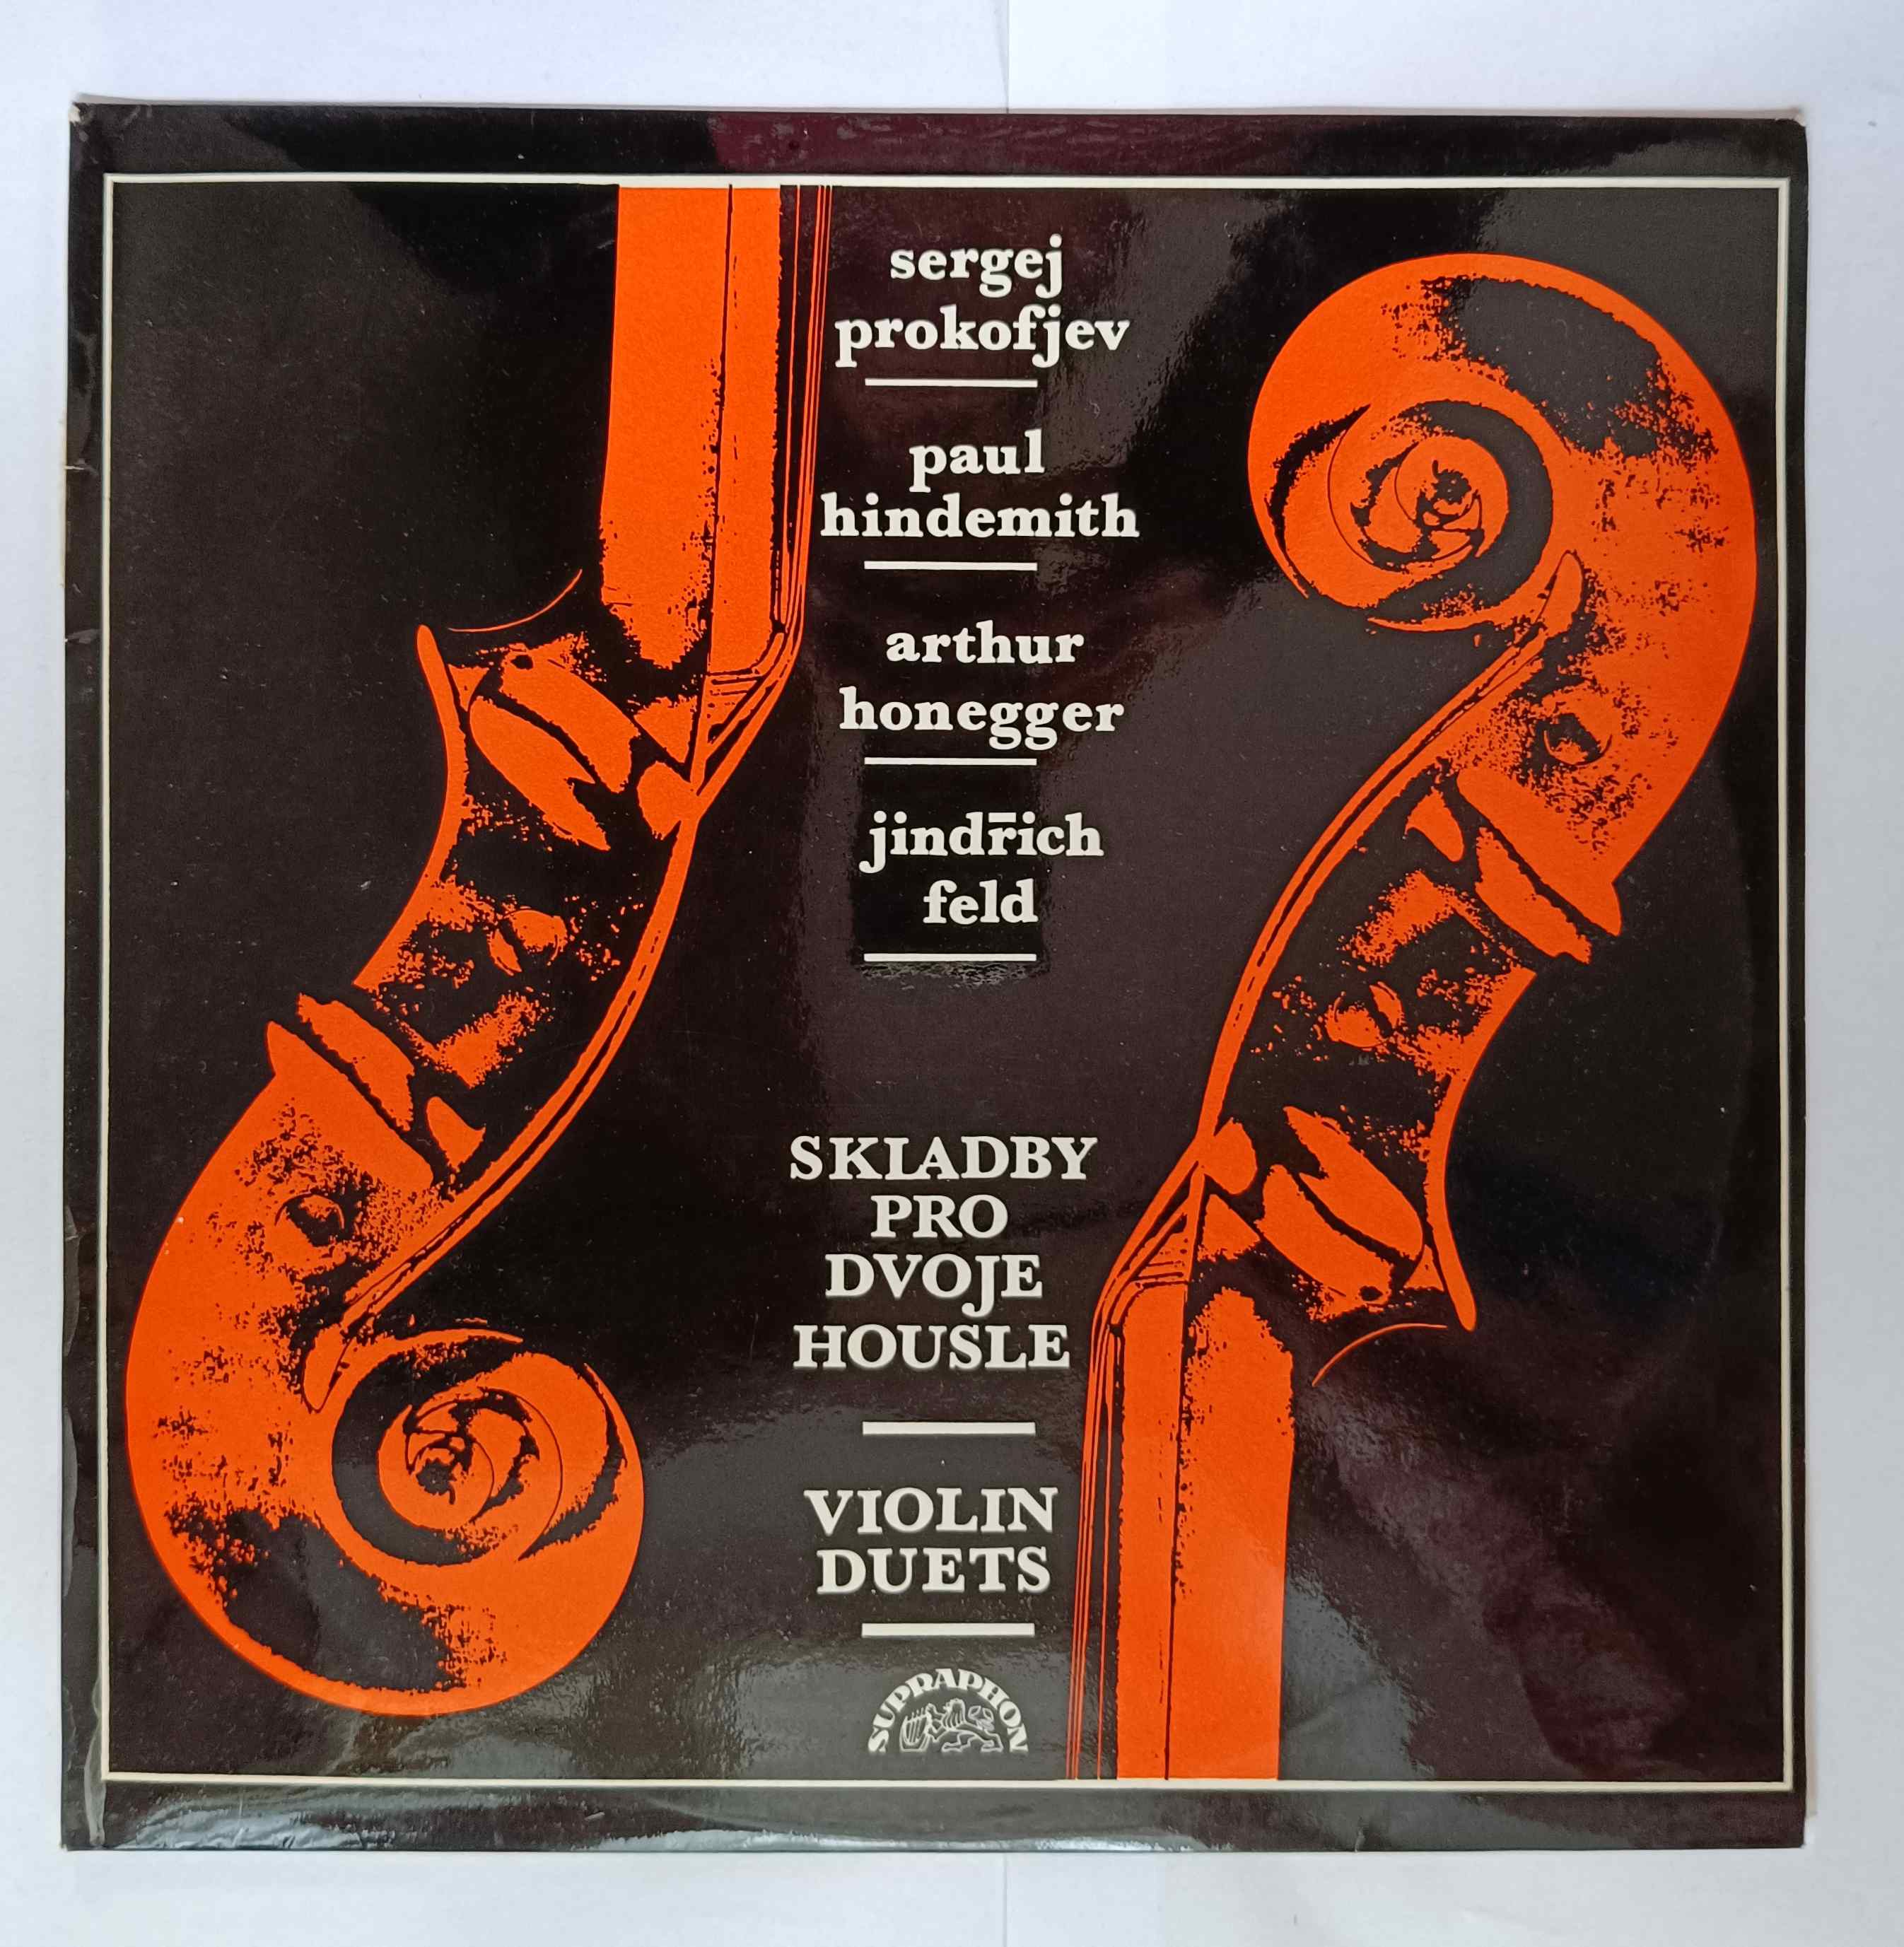 sergej
prokofjev
paul
hindemith
arthur
honegger
jindřich
feld
SKLADBY
PRO
DVOJE
HOUSLE
VIOLIN
DUETS
SUPRAPHON